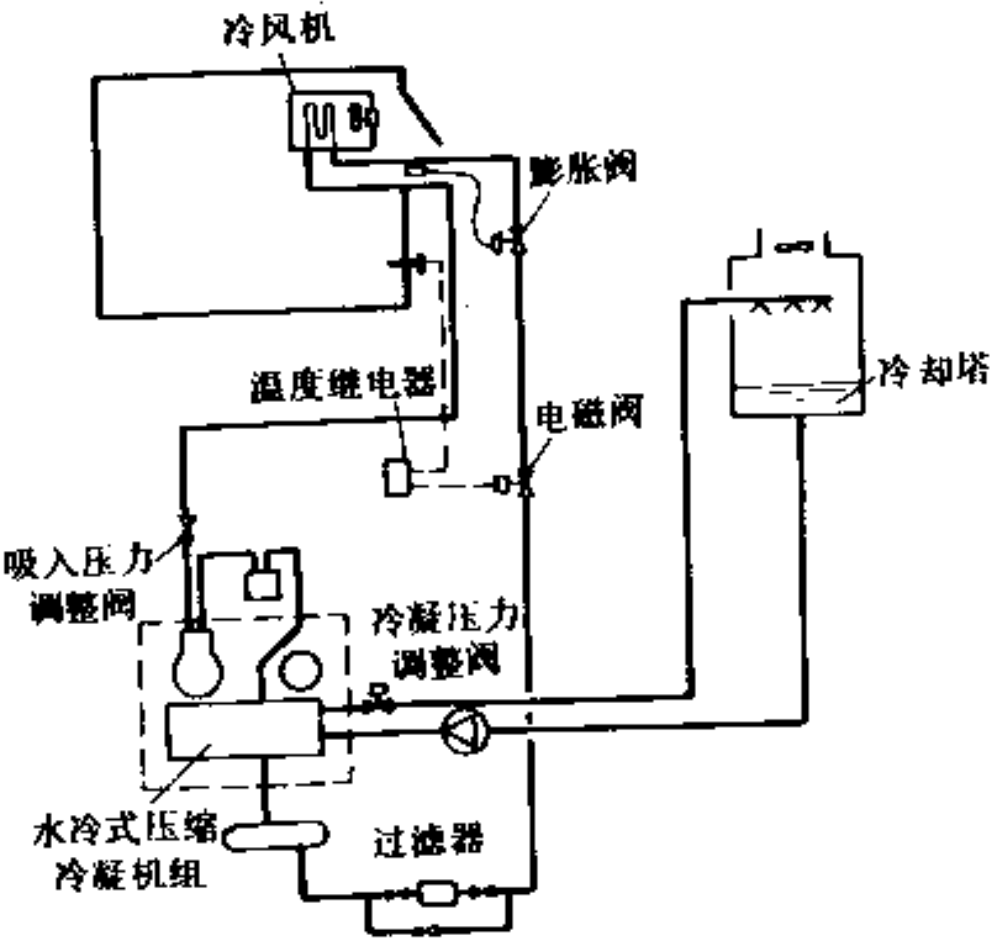 冷风机
膨胀阀
冷却塔
温度继电器
电磁阀
吸入压力
调整阀
冷凝压力
调整阀
水冷式压缩
冷凝机组
过滤器